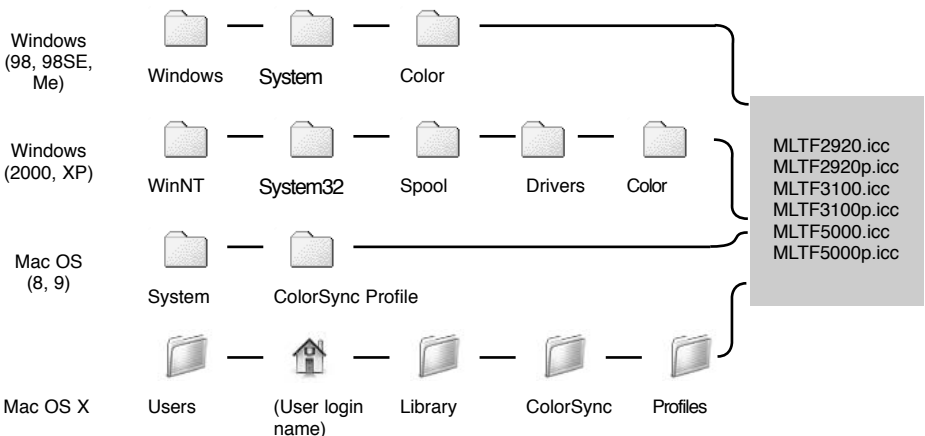 Windows
(98, 98SE,
Me)
Windows System Color
Windows
(2000, XP)
WinNT System32 Spool Drivers Color
Mac OS
(8, 9)
System ColorSync Profile
Mac OS X
Users (User login
name) Library ColorSync Profiles
MLTF2920.icc
MLTF2920p.icc
MLTF3100.icc
MLTF3100p.icc
MLTF5000.icc
MLTF5000p.icc